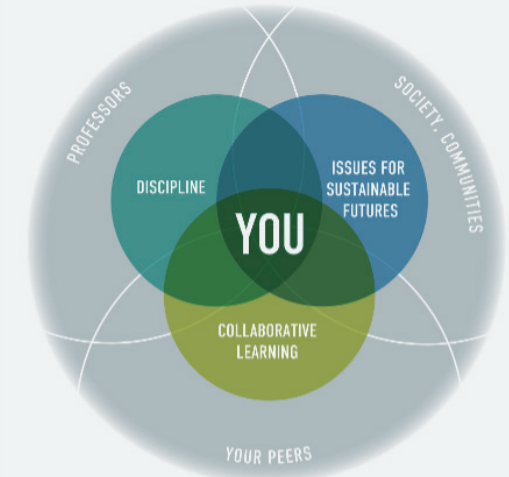 PROFESSORS
SOCIETY, COMMUNITIES
DISCIPLINE
ISSUES FOR
SUSTAINABLE
FUTURES
YOU
COLLABORATIVE
LEARNING
YOUR PEERS